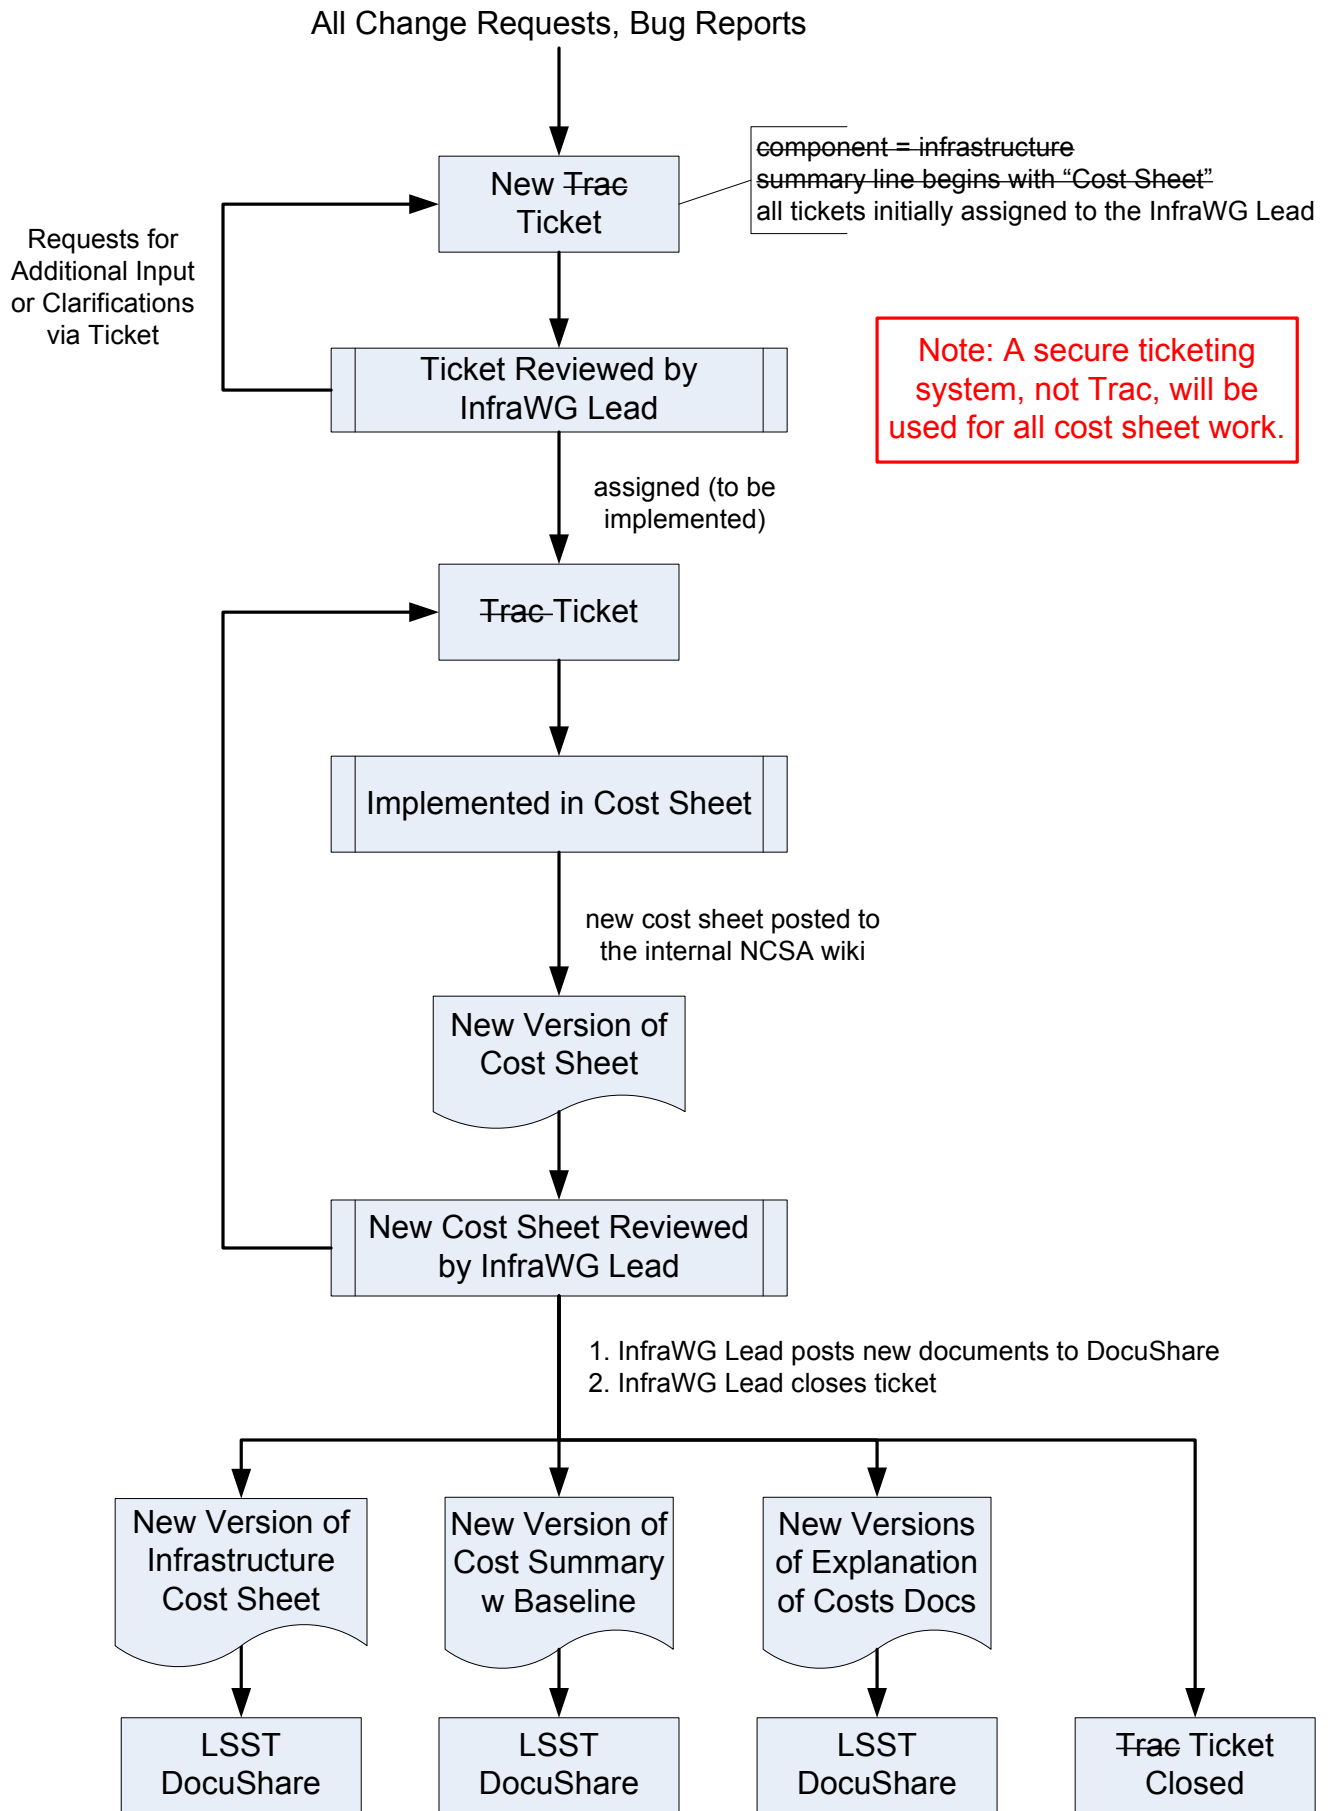 All Change Requests, Bug Reports
New Trac
Ticket
component = infrastructure
summary line begins with “Cost Sheet”
all tickets initially assigned to the InfraWG Lead
Requests for
Additional Input
or Clarifications
via Ticket
Ticket Reviewed by
InfraWG Lead
Note: A secure ticketing
system, not Trac, will be
used for all cost sheet work.
assigned (to be
implemented)
Trac Ticket
Implemented in Cost Sheet
new cost sheet posted to
the internal NCSA wiki
New Version of
Cost Sheet
New Cost Sheet Reviewed
by InfraWG Lead
1. InfraWG Lead posts new documents to DocuShare
2. InfraWG Lead closes ticket
New Version of
Infrastructure
Cost Sheet
New Version of
Cost Summary
w Baseline
New Versions
of Explanation
of Costs Docs
LSST
DocuShare
LSST
DocuShare
LSST
DocuShare
Trac Ticket
Closed